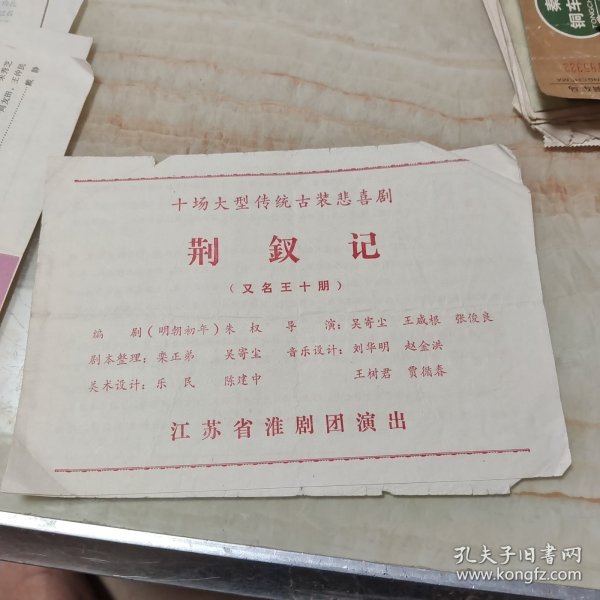 十场大型传统古装悲喜剧
荆钗记
（又名王十朋）
编 剧（明朝初年）朱 权 导 演：吴寄尘 王威根 张俊良
剧本整理：栾正弟 吴寄尘 音乐设计：刘华明 赵金洪
美术设计：乐 民 陈建中 王树君 贾循春
江苏省淮剧团演出
孔夫子旧书网
www.kongfz.com